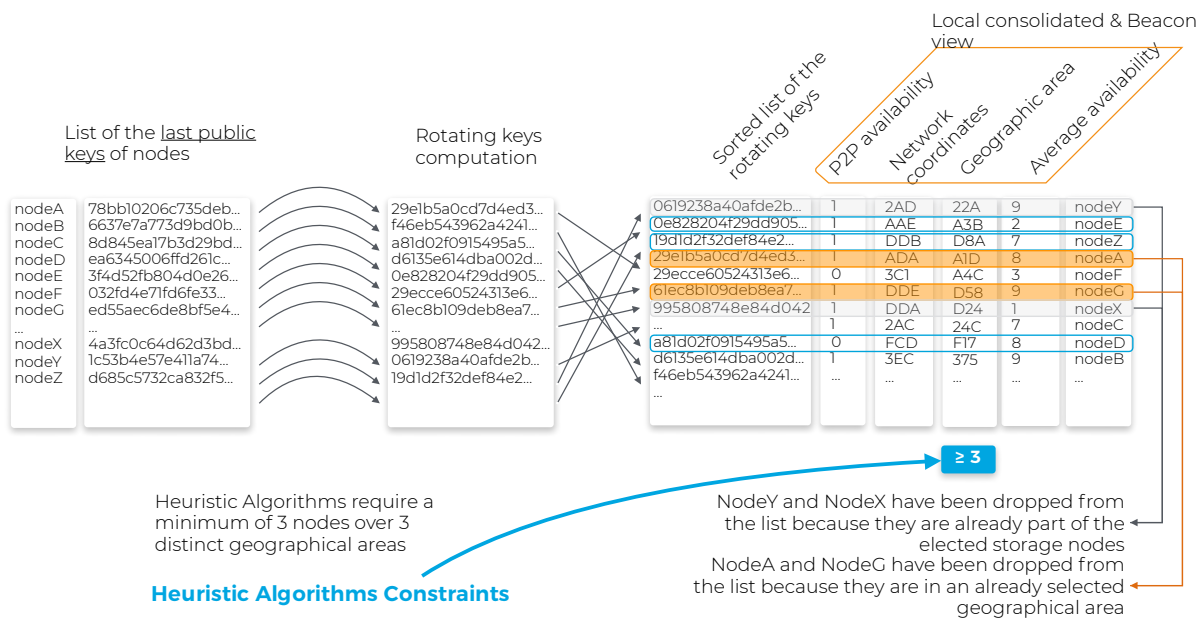 Local consolidated & Beacon
view
List of the last public
keys of nodes
Rotating keys
computation
Sorted list of the
rotating keys
P2P availability
Network
coordinates
Geographic area
Average availability
nodeA 78bb10206c735deb... 29e1b5a0cd7d4ed3... 0619238a40afde2b... 1 2AD 22A 9 nodeY
nodeB 6637e7a773d9bd0b... f46eb543962a4241... 0e828204f29dd905... 1 AAE A3B 2 nodeE
nodeC 8d845ea17b3d29bd... a81d02f0915495a5... 19d1d2f32def84e2... 1 DDB D8A 7 nodeZ
nodeD ea6345006ffd261c... d6135e614dba002d... 29e1b5a0cd7d4ed3... 1 ADA A1D 8 nodeA
nodeE 3f4d52fb804d0e26... 0e828204f29dd905... 29ecce60524313e6... 0 3C1 A4C 3 nodeF
nodeF 032fd4e71fd6fe33... 29ecce60524313e6... 61ec8b109deb8ea7... 1 DDE D58 9 nodeG
nodeG ed55aec6de8bf5e4... 61ec8b109deb8ea7... 995808748e84d042 1 DDA D24 1 nodeX
... ... ... ... 1 2AC 24C 7 nodeC
nodeX 4a3fc0c64d62d3bd... 995808748e84d042... a81d02f0915495a5... 0 FCD F17 8 nodeD
nodeY 1c53b4e57e411a74... 0619238a40afde2b... d6135e614dba002d... 1 3EC 375 9 nodeB
nodeZ d685c5732ca832f5... 19d1d2f32def84e2... f46eb543962a4241... ... ... ... ... ...
...
≥ 3
Heuristic Algorithms require a
minimum of 3 nodes over 3
distinct geographical areas
Heuristic Algorithms Constraints
NodeY and NodeX have been dropped from
the list because they are already part of the
elected storage nodes
NodeA and NodeG have been dropped from
the list because they are in an already selected
geographical area